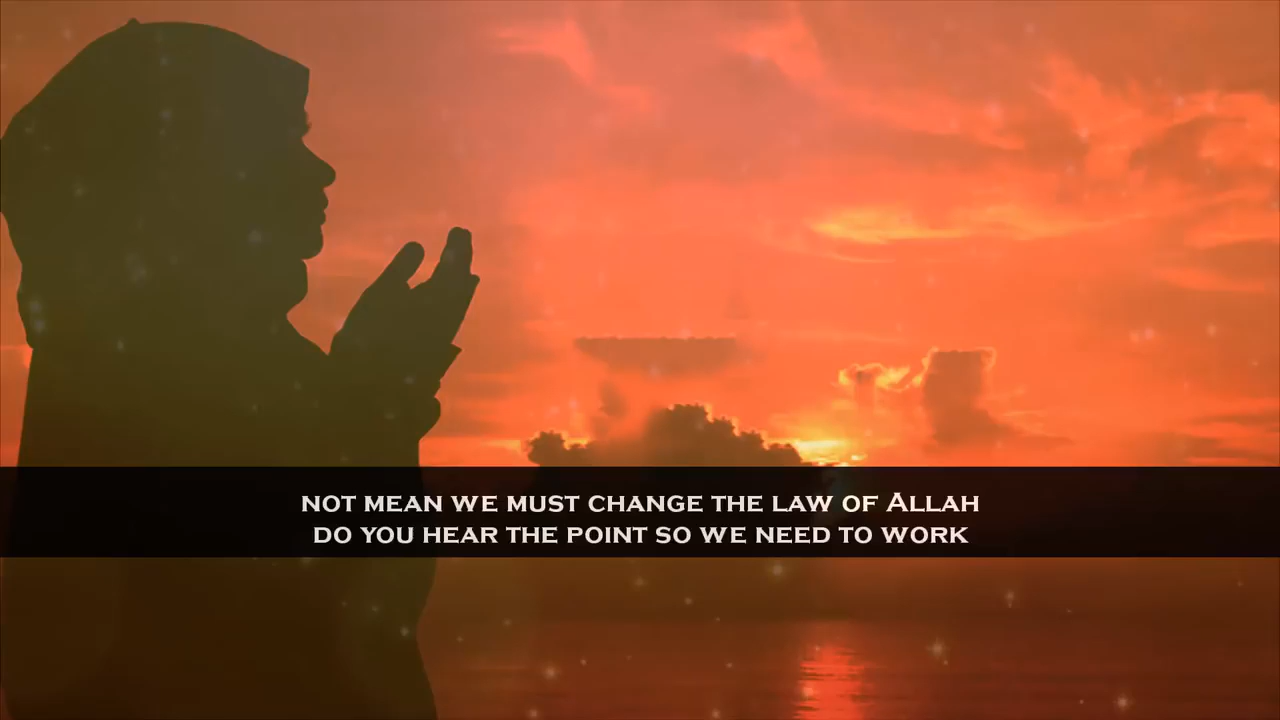 NOT MEAN WE MUST CHANGE THE LAW OF ALLAH
DO YOU HEAR THE POINT SO WE NEED TO WORK